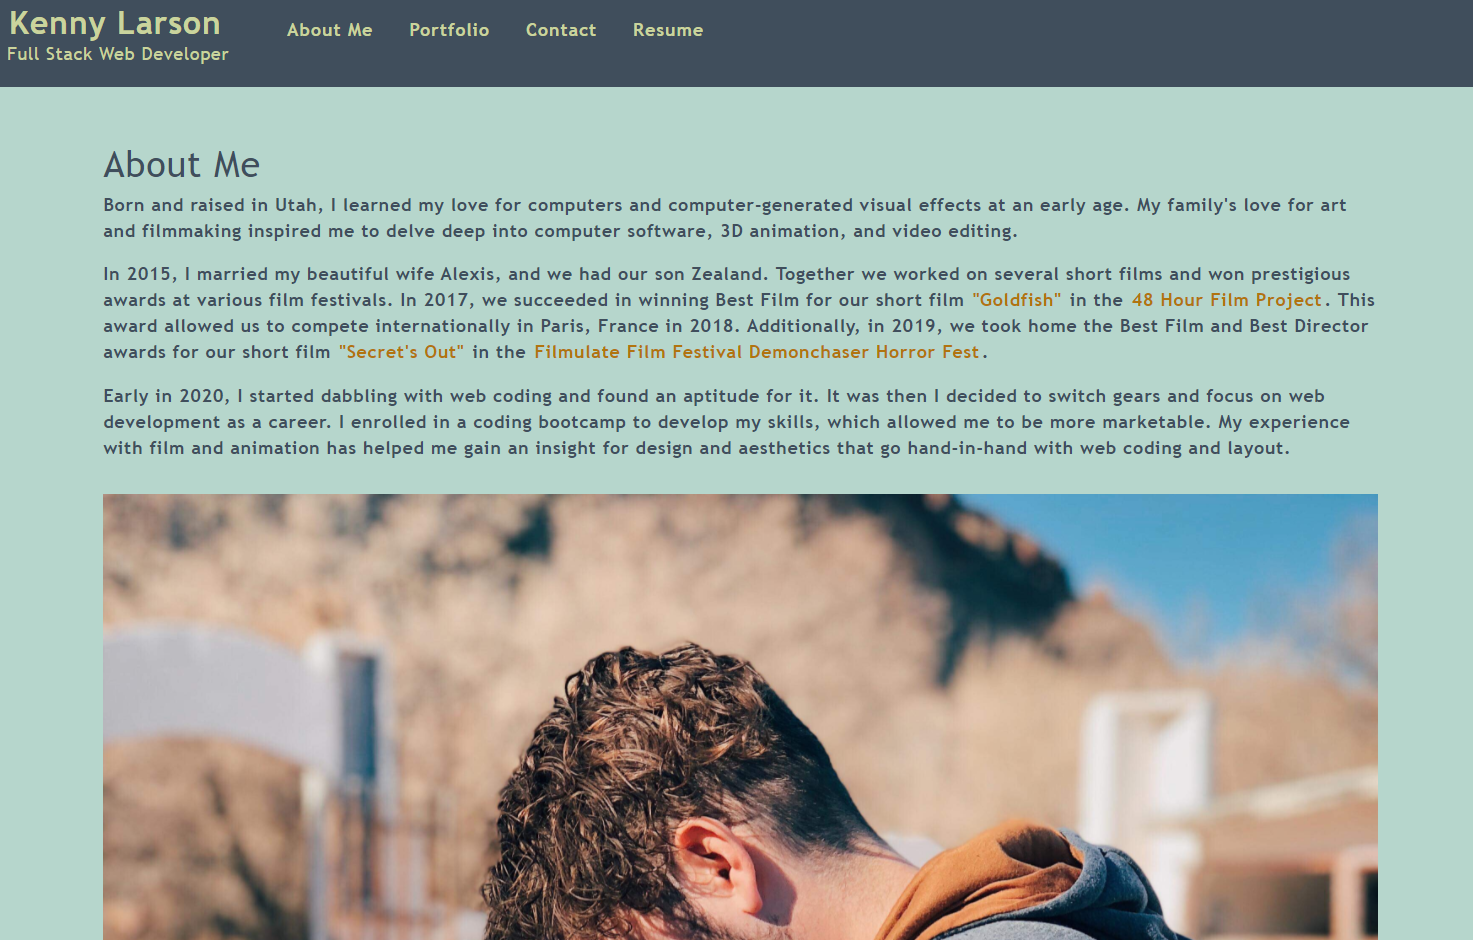 Kenny Larson
Full Stack Web Developer
About Me
Portfolio
Contact
Resume
About Me
Born and raised in Utah, I learned my love for computers and computer-generated visual effects at an early age. My family's love for art
and filmmaking inspired me to delve deep into computer software, 3D animation, and video editing.
In 2015, I married my beautiful wife Alexis, and we had our son Zealand. Together we worked on several short films and won prestigious
awards at various film festivals. In 2017, we succeeded in winning Best Film for our short film "Goldfish" in the 48 Hour Film Project. This
award allowed us to compete internationally in Paris, France in 2018. Additionally, in 2019, we took home the Best Film and Best Director
awards for our short film "Secret's Out" in the Filmulate Film Festival Demonchaser Horror Fest.
Early in 2020, I started dabbling with web coding and found an aptitude for it. It was then I decided to switch gears and focus on web
development as a career. I enrolled in a coding bootcamp to develop my skills, which allowed me to be more marketable. My experience
with film and animation has helped me gain an insight for design and aesthetics that go hand-in-hand with web coding and layout.